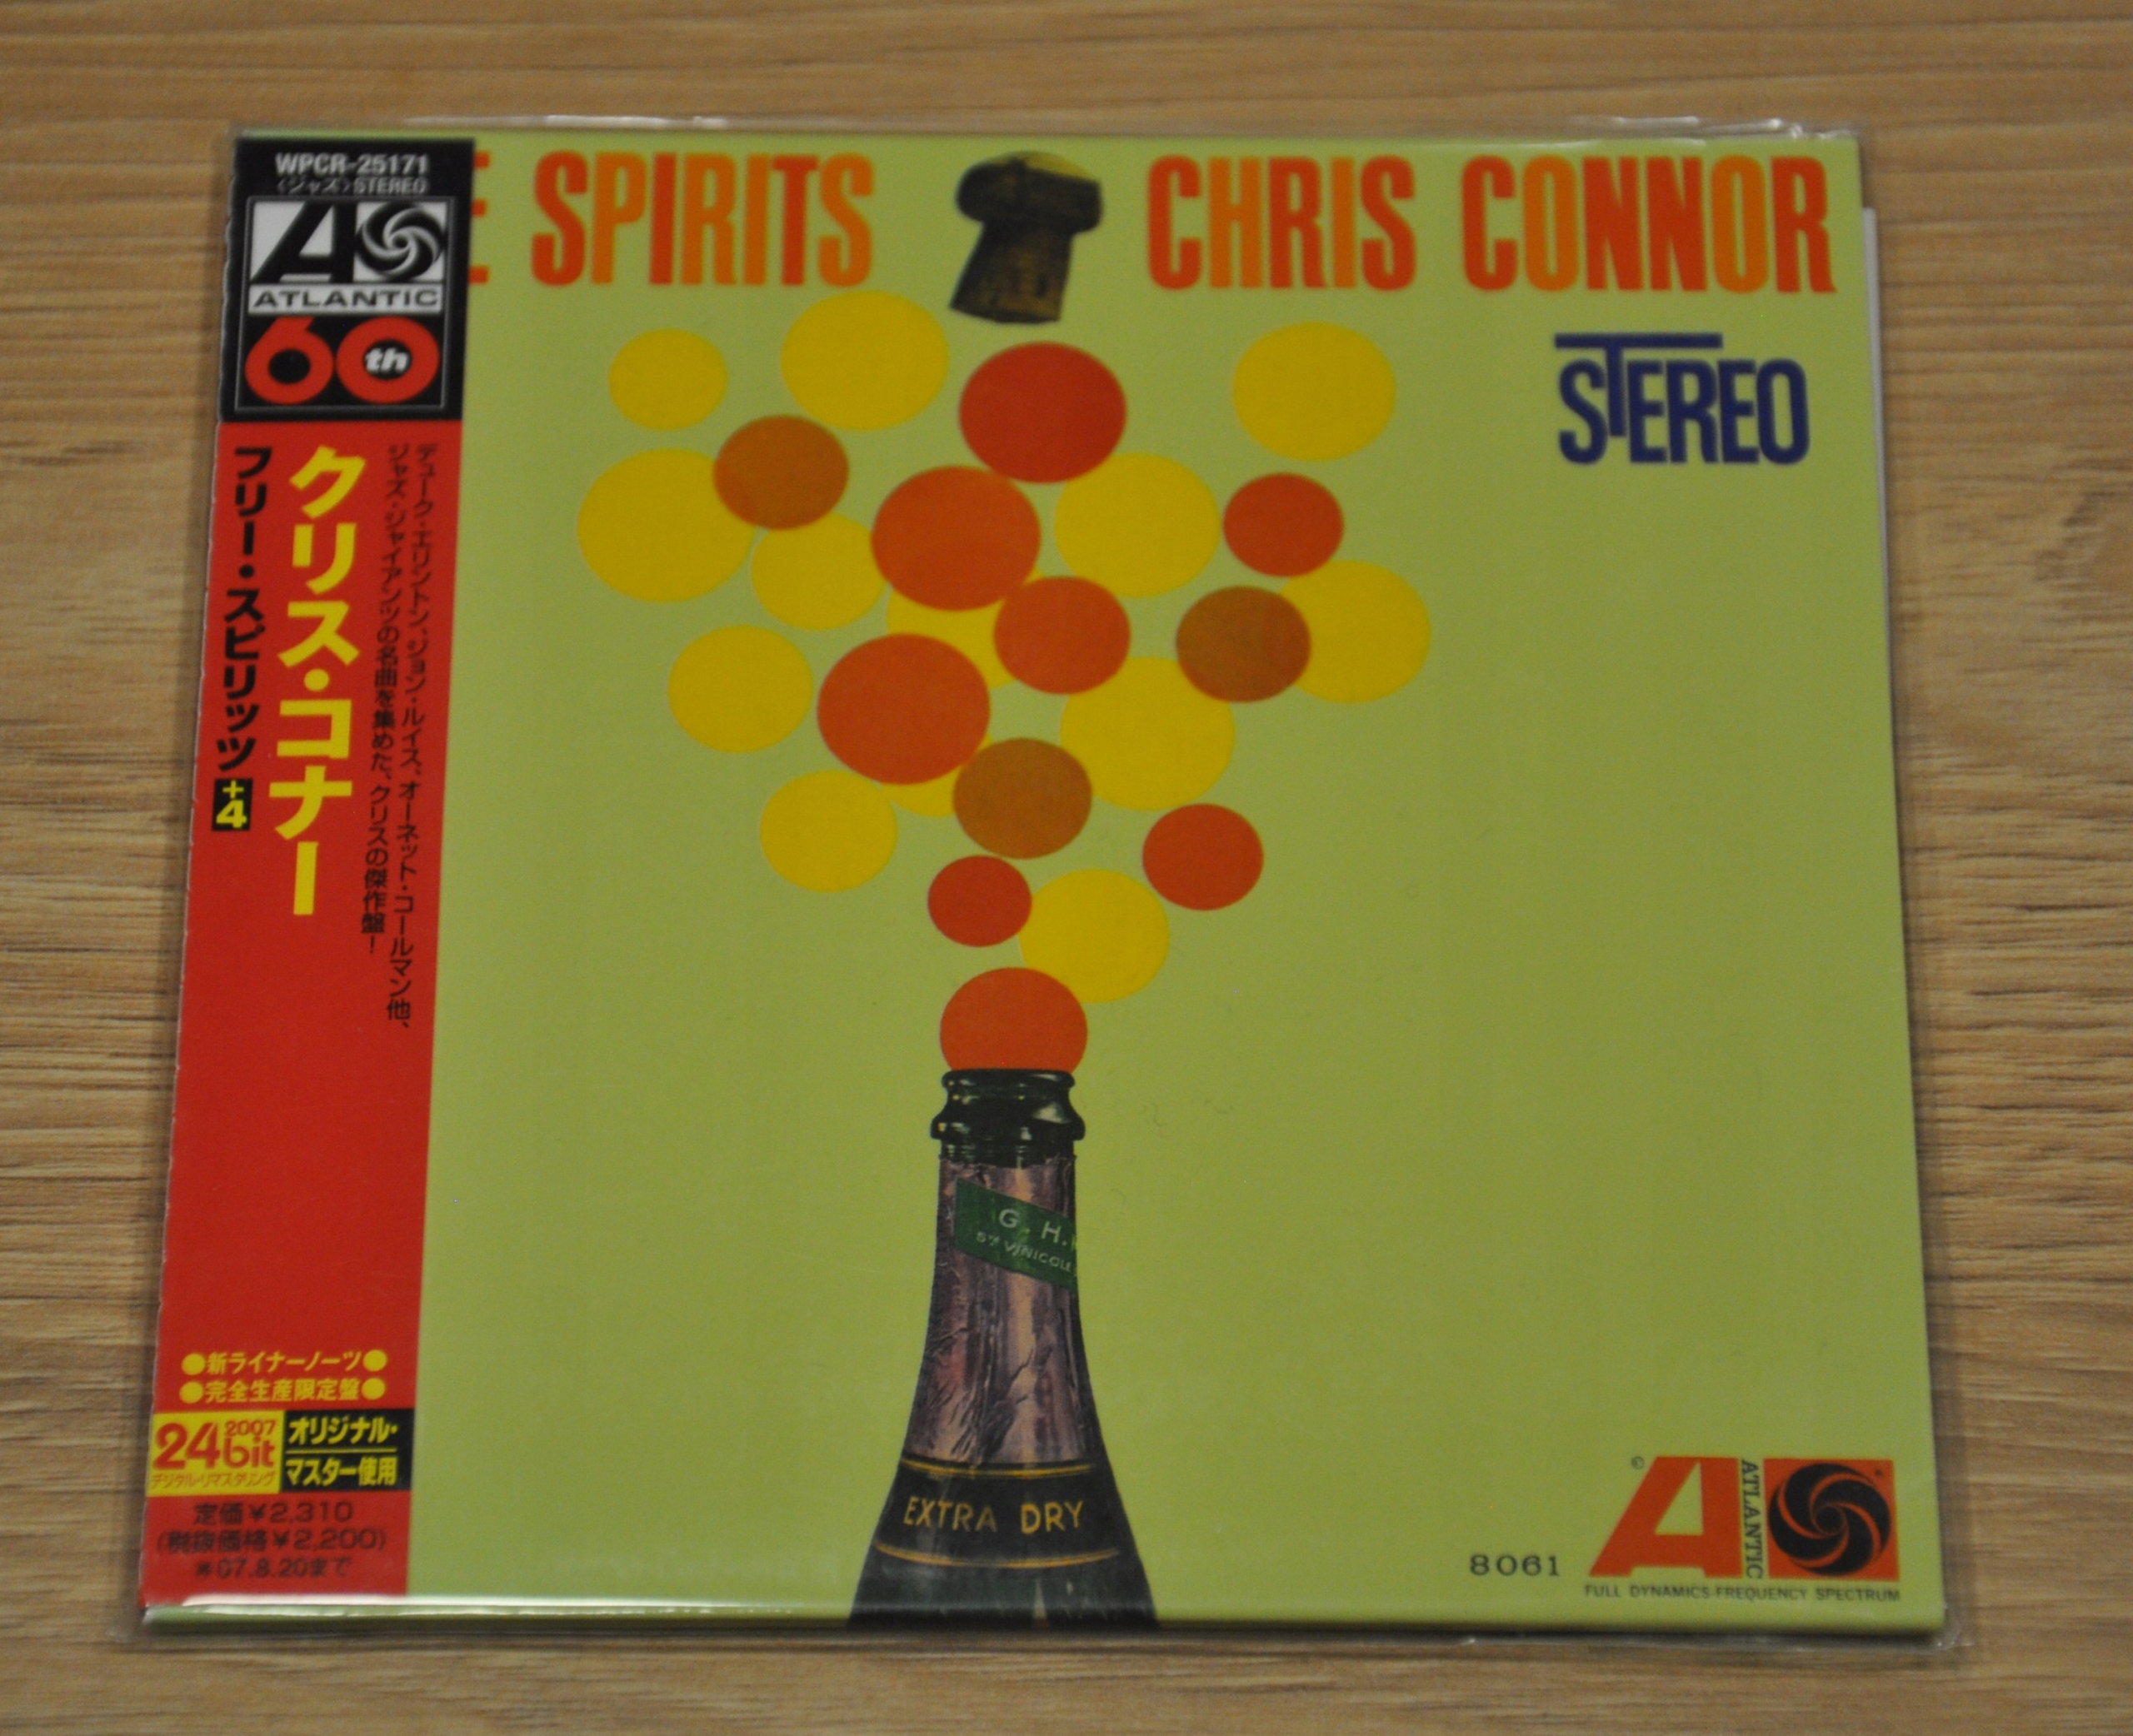 WPCR-25171
〈ジャズ〉STEREO
ATLANTIC
60th
デューク・エリントン、ジョン・ルイス、オーネット・コールマン他、
ジャズ・ジャイアンツの名曲を集めた、クリスの傑作盤！
クリス・コナー
フリー・スピリッツ+4
●新ライナーノーツ●
●完全生産限定盤●
24bit 2007
デジタル・リマスタリング
オリジナル・
マスター使用
定価￥2,310
(税抜価格￥2,200)
＊07.8.20まで
E SPIRITS CHRIS CONNOR
STEREO
G. H.
Sté VINICOLE
EXTRA DRY
8061
© A ATLANTIC
FULL DYNAMICS-FREQUENCY SPECTRUM